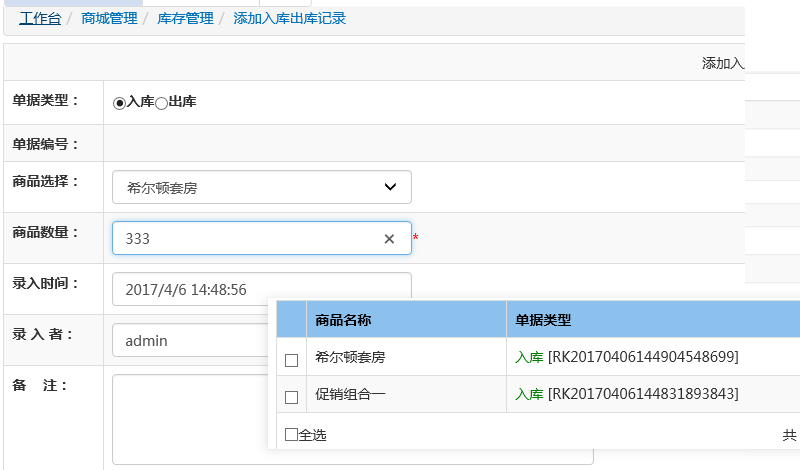 工作台 / 商城管理 / 库存管理 / 添加入库出库记录
添加入
单据类型： 入库 出库
单据编号：
商品选择： 希尔顿套房
商品数量： 333 *
录入时间： 2017/4/6 14:48:56
录 入 者： admin
备 注：
商品名称 单据类型
希尔顿套房 入库 [RK20170406144904548699]
促销组合一 入库 [RK20170406144831893843]
全选 共